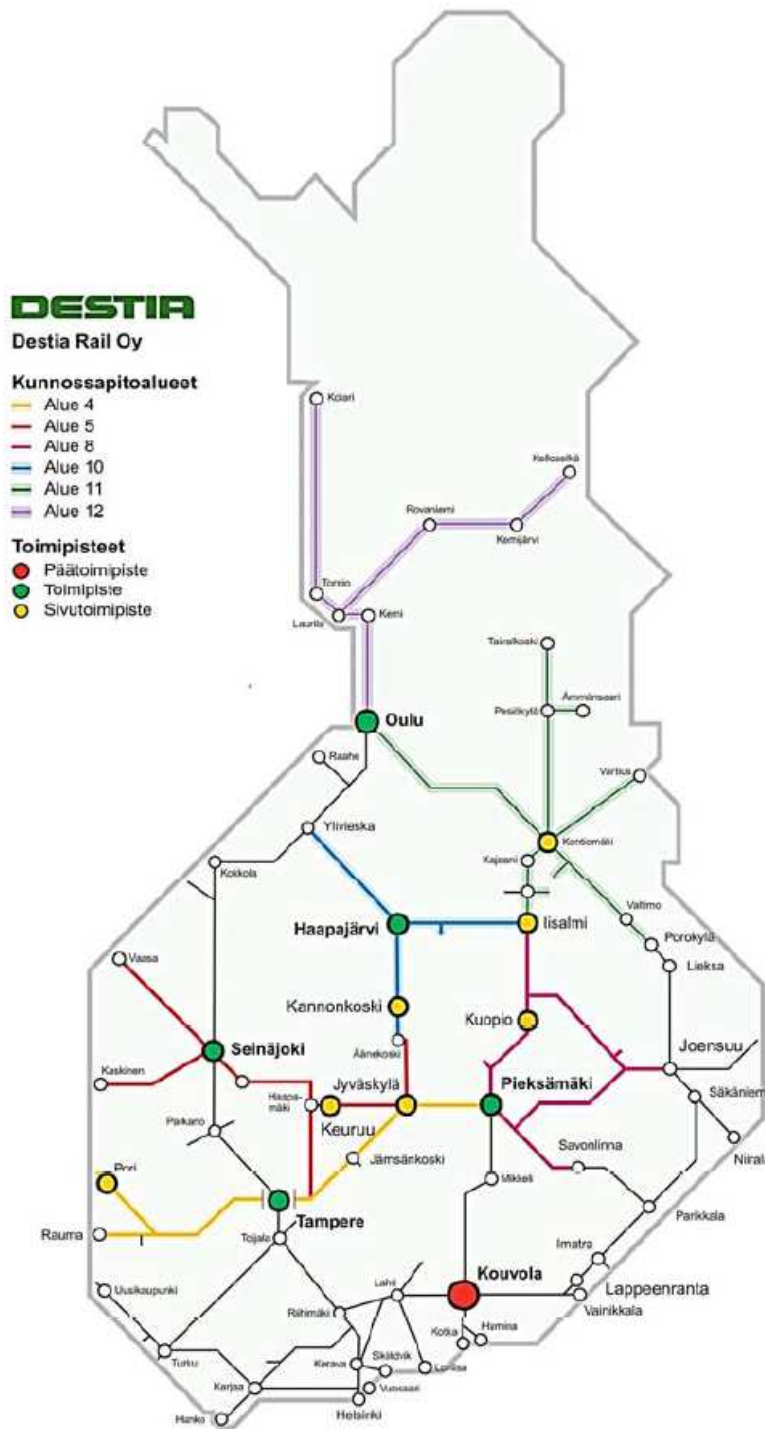 DESTIA
Destia Rail Oy
Kunnossapitoalueet
Alue 4
Alue 5
Alue 8
Alue 10
Alue 11
Alue 12
Toimipisteet
Päätoimipiste
Toimipiste
Sivutoimipiste
Kolari
Kelloselkä
Rovaniemi
Kemijärvi
Tornio
Laurila
Kemi
Taivalkoski
Pesiökylä
Ämmänsaari
Oulu
Raahe
Vartius
Ylivieska
Kontiomäki
Kajaani
Kokkola
Valtimo
Haapajärvi
Iisalmi
Porokylä
Vaasa
Lieksa
Kannonkoski
Kuopio
Seinäjoki
Äänekoski
Joensuu
Kaskinen
Jyväskylä
Pieksämäki
Haapa-
mäki
Säkäniemi
Keuruu
Parkano
Savonlinna
Niirala
Jämsänkoski
Pori
Mikkeli
Tampere
Parikkala
Rauma
Toijala
Imatra
Kouvola
Lappeenranta
Uusikaupunki
Lahti
Vainikkala
Riihimäki
Hamina
Kotka
Turku
Kerava
Sköldvik
Loviisa
Karjaa
Vuosaari
Hanko
Helsinki